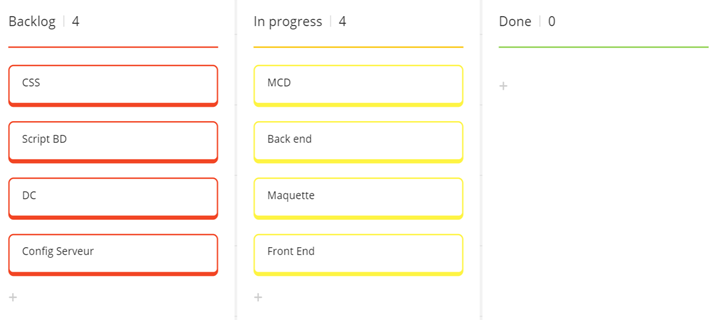 Backlog | 4
CSS
Script BD
DC
Config Serveur
+
In progress | 4
MCD
Back end
Maquette
Front End
+
Done | 0
+